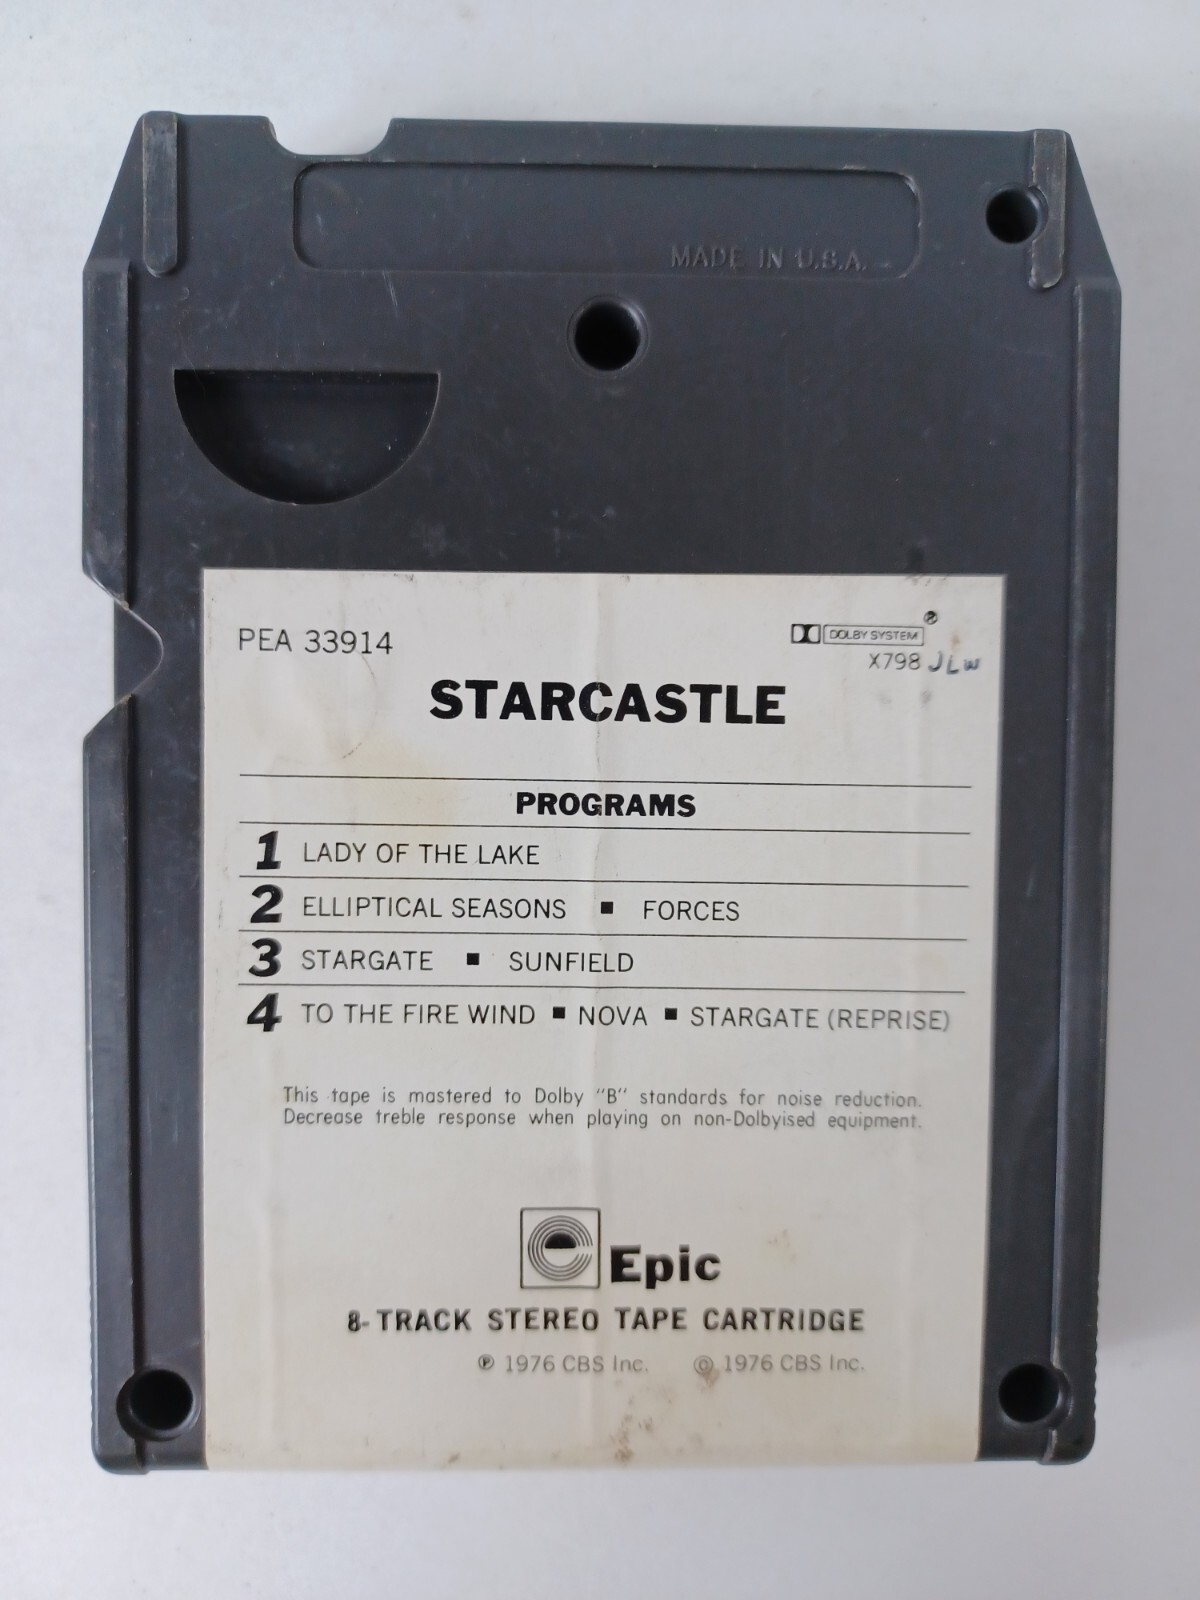 MADE IN U.S.A.
PEA 33914
DOLBY SYSTEM ®
X798 JLW
STARCASTLE
PROGRAMS
1 LADY OF THE LAKE
2 ELLIPTICAL SEASONS ▪ FORCES
3 STARGATE ▪ SUNFIELD
4 TO THE FIRE WIND ▪ NOVA ▪ STARGATE (REPRISE)
This tape is mastered to Dolby "B" standards for noise reduction.
Decrease treble response when playing on non-Dolbyised equipment.
Epic
8-TRACK STEREO TAPE CARTRIDGE
℗ 1976 CBS Inc. © 1976 CBS Inc.